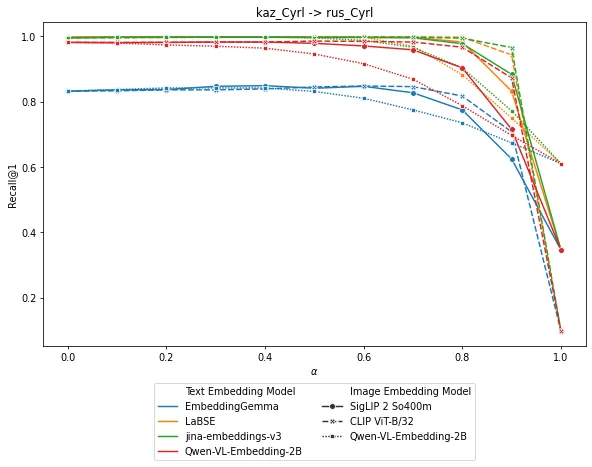 kaz_Cyrl -> rus_Cyrl
Recall@1
1.0
0.8
0.6
0.4
0.2
0.0 0.2 0.4 0.6 0.8 1.0
α
Text Embedding Model Image Embedding Model
EmbeddingGemma SigLIP 2 So400m
LaBSE CLIP ViT-B/32
jina-embeddings-v3 Qwen-VL-Embedding-2B
Qwen-VL-Embedding-2B